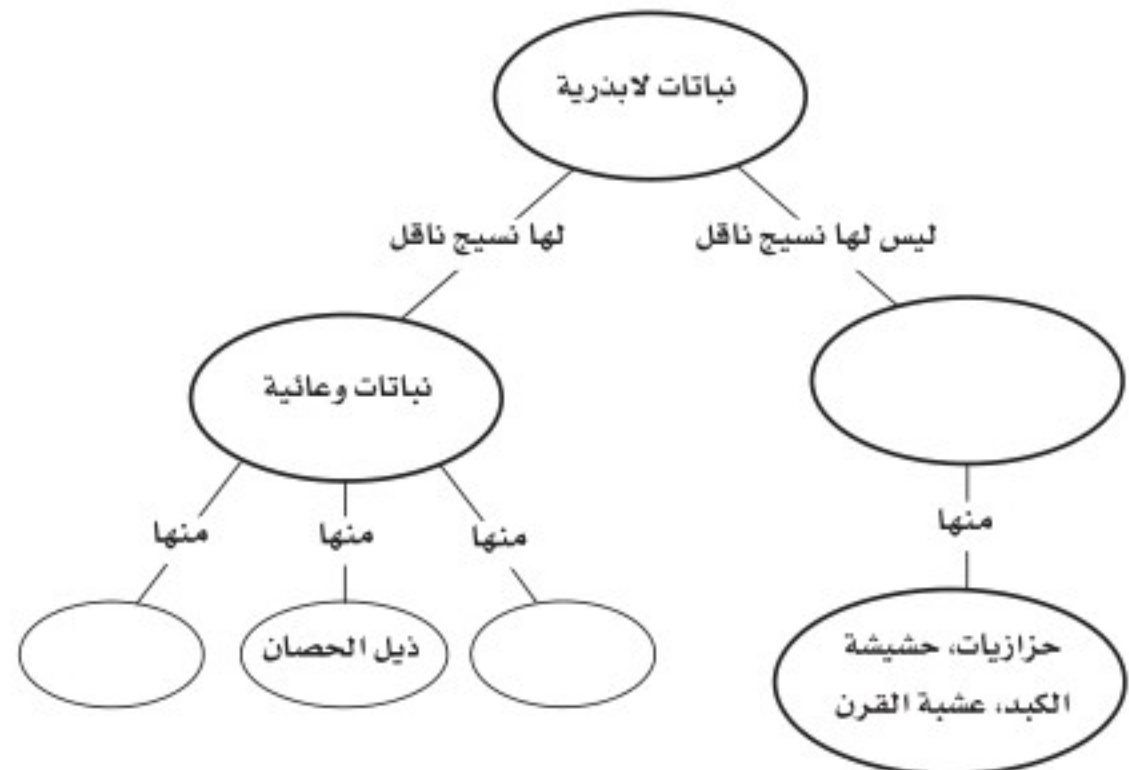 نباتات لابذرية
ليس لها نسيج ناقل
لها نسيج ناقل
نباتات وعائية
منها
منها
منها
منها
ذيل الحصان
حزازيات، حشيشة
الكبد، عشبة القرن